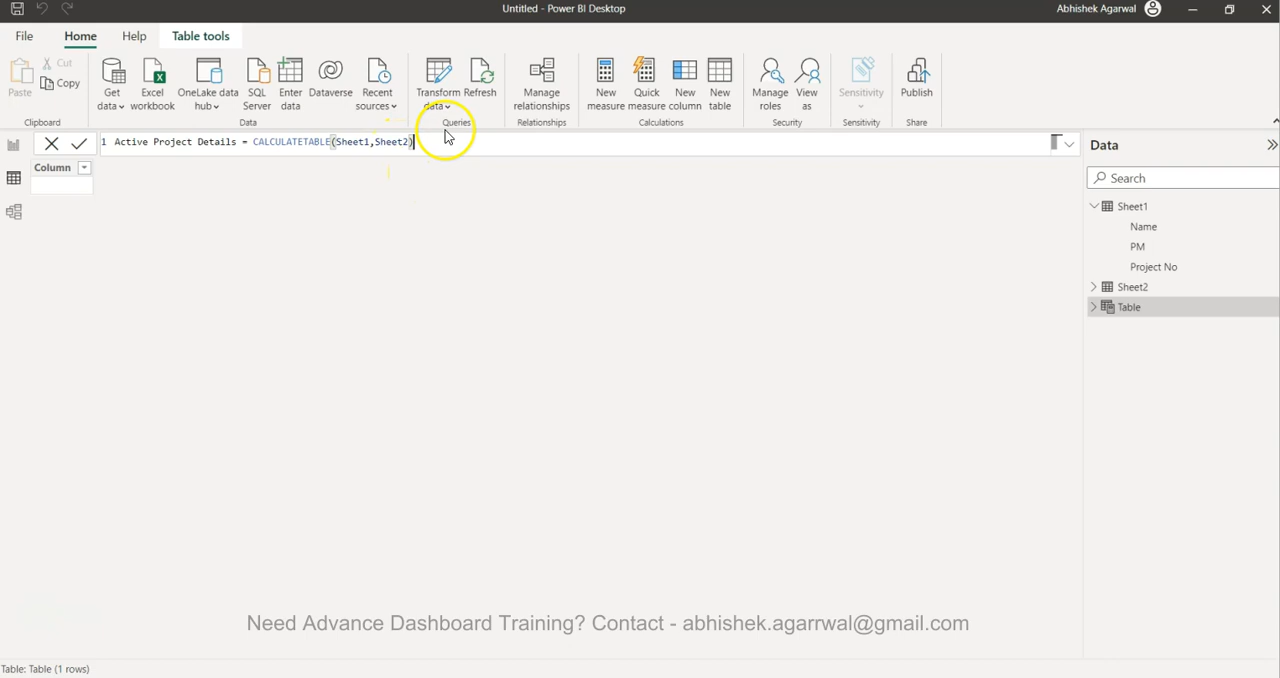 Untitled - Power BI Desktop
Abhishek Agarwal
File
Home
Help
Table tools
Paste
Cut
Copy
Clipboard
Get data
Excel workbook
OneLake data hub
SQL Server
Enter data
Dataverse
Recent sources
Data
Transform data
Refresh
Queries
Manage relationships
Relationships
New measure
Quick measure
New column
New table
Calculations
Manage roles
View as
Security
Sensitivity
Sensitivity
Publish
Share
1 Active Project Details = CALCULATETABLE(Sheet1,Sheet2)
Column
Data
Search
Sheet1
Name
PM
Project No
Sheet2
Table
Need Advance Dashboard Training? Contact - abhishek.agarrwal@gmail.com
Table: Table (1 rows)